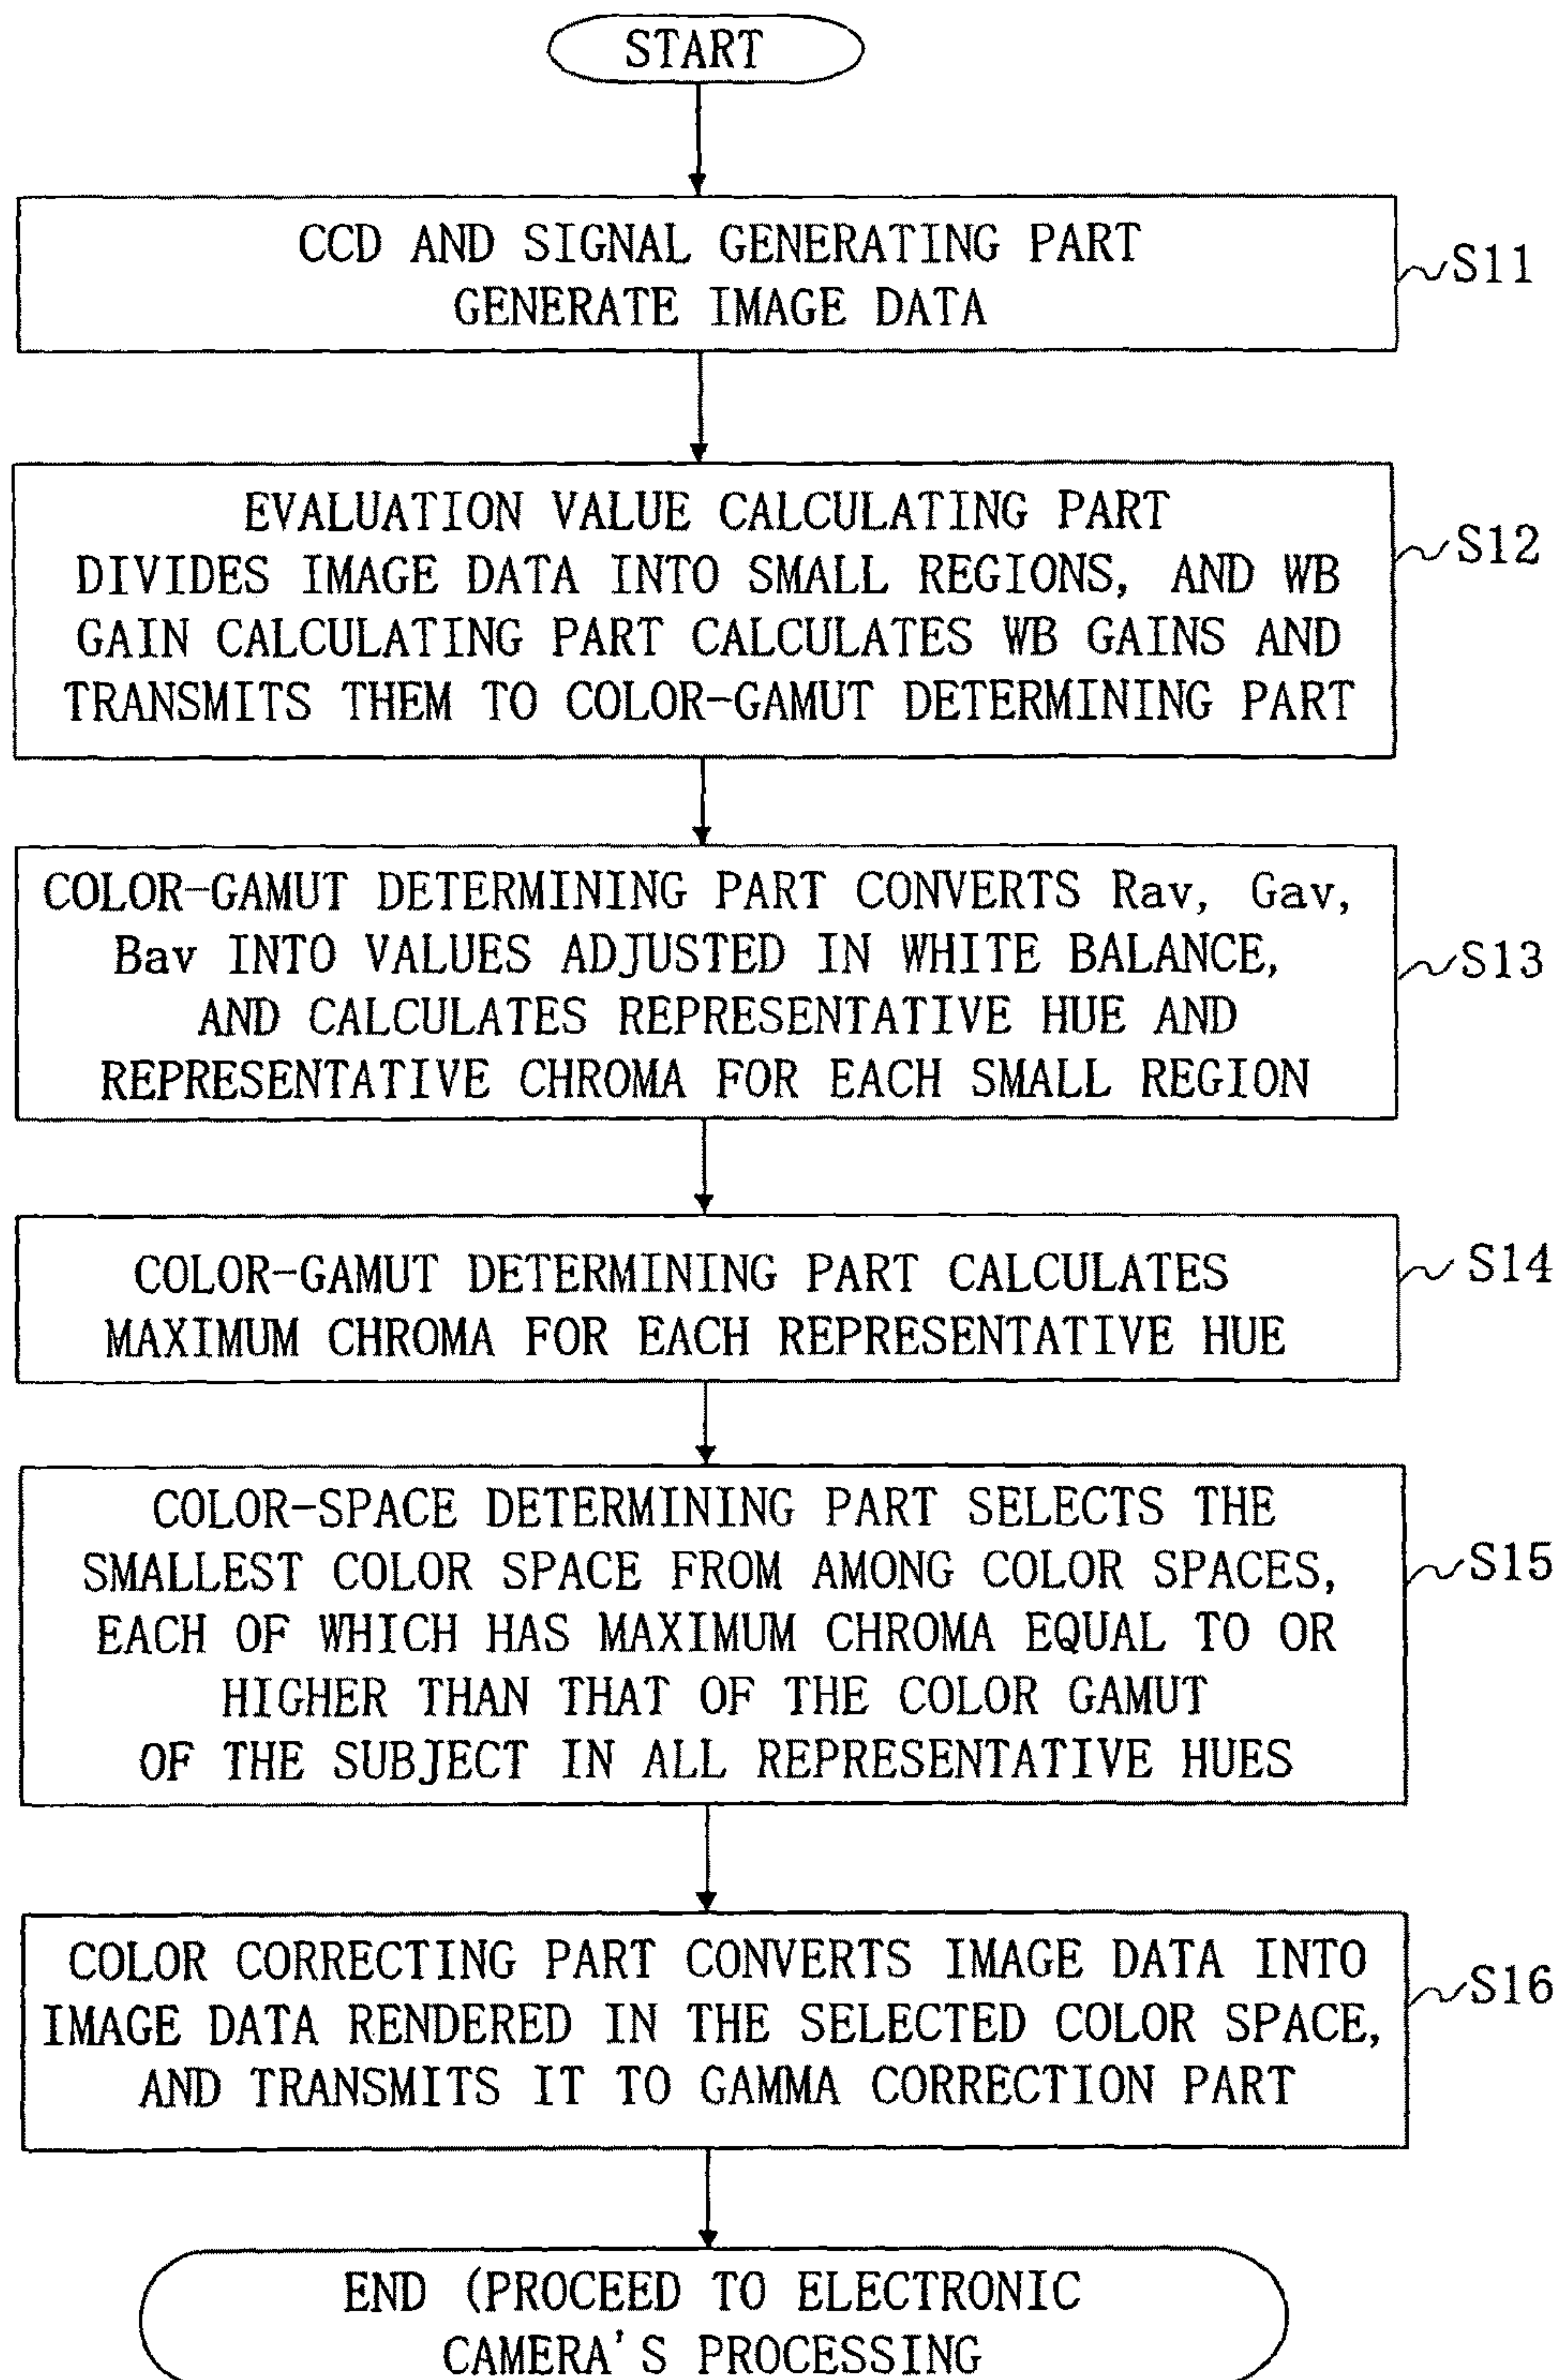 START
CCD AND SIGNAL GENERATING PART
GENERATE IMAGE DATA
S11
EVALUATION VALUE CALCULATING PART
DIVIDES IMAGE DATA INTO SMALL REGIONS, AND WB
GAIN CALCULATING PART CALCULATES WB GAINS AND
TRANSMITS THEM TO COLOR-GAMUT DETERMINING PART
S12
COLOR-GAMUT DETERMINING PART CONVERTS Rav, Gav,
Bav INTO VALUES ADJUSTED IN WHITE BALANCE,
AND CALCULATES REPRESENTATIVE HUE AND
REPRESENTATIVE CHROMA FOR EACH SMALL REGION
S13
COLOR-GAMUT DETERMINING PART CALCULATES
MAXIMUM CHROMA FOR EACH REPRESENTATIVE HUE
S14
COLOR-SPACE DETERMINING PART SELECTS THE
SMALLEST COLOR SPACE FROM AMONG COLOR SPACES,
EACH OF WHICH HAS MAXIMUM CHROMA EQUAL TO OR
HIGHER THAN THAT OF THE COLOR GAMUT
OF THE SUBJECT IN ALL REPRESENTATIVE HUES
S15
COLOR CORRECTING PART CONVERTS IMAGE DATA INTO
IMAGE DATA RENDERED IN THE SELECTED COLOR SPACE,
AND TRANSMITS IT TO GAMMA CORRECTION PART
S16
END (PROCEED TO ELECTRONIC
CAMERA'S PROCESSING